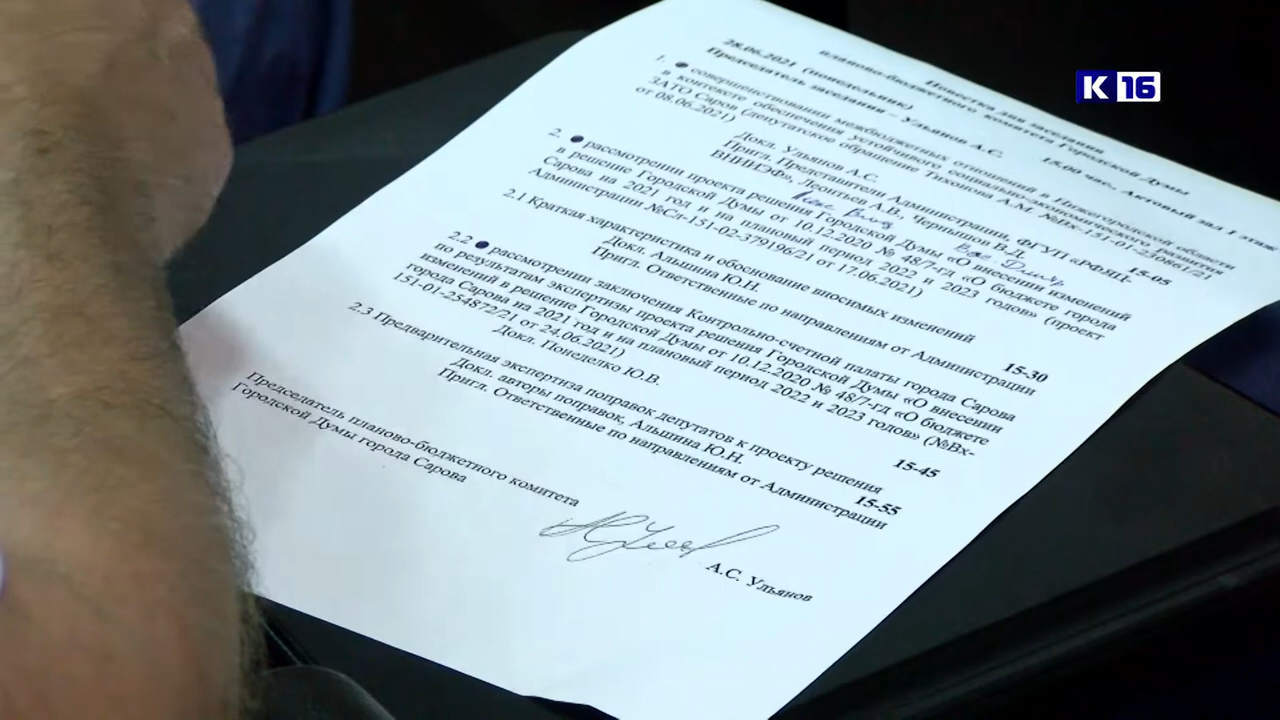 К 16
Повестка дня заседания
планово-бюджетного комитета Городской Думы
28.06.2021 (понедельник) 15.00 час., Актовый зал 1 этаж
Председатель заседания – Ульянов А.С.
1. совершенствовании межбюджетных отношений в Нижегородской области
в контексте обеспечения устойчивого социально-экономического развития
ЗАТО Саров (депутатское обращение Тихонова А.М.
от 08.06.2021)
15-05
Докл. Ульянов А.С.
Пригл. Представители Администрации, ФГУП «РФЯЦ-
ВНИИЭФ», Леонтьев А.В. Чернышов В.Д.
2. рассмотрении проекта решения Городской Думы «О внесении изменений
в решение Городской Думы от 10.12.2020 № 48/7-гд «О бюджете города
Сарова на 2021 год и на плановый период 2022 и 2023 годов» (проект
Администрации №Сл-151-02-379196/21 от 17.06.2021)
2.1 Краткая характеристика и обоснование вносимых изменений
Докл. Альшина Ю.Н.
Пригл. Ответственные по направлениям от Администрации
15-30
2.2 рассмотрении заключения Контрольно-счетной палаты города Сарова
по результатам экспертизы проекта решения Городской Думы «О внесении
изменений в решение Городской Думы от 10.12.2020 № 48/7-гд «О бюджете
города Сарова на 2021 год и на плановый период 2022 и 2023 годов» (№Вх-
151-01-254872/21 от 24.06.2021)
15-45
Докл. Понеделко Ю.В.
2.3 Предварительная экспертиза поправок депутатов к проекту решения
15-55
Докл. авторы поправок, Альшина Ю.Н.
Пригл. Ответственные по направлениям от Администрации
Председатель планово-бюджетного комитета
Городской Думы города Сарова
А.С. Ульянов